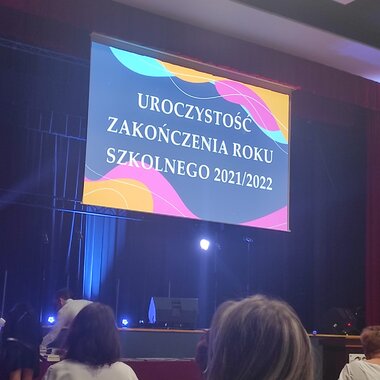 UROCZYSTOŚĆ
ZAKOŃCZENIA ROKU
SZKOLNEGO 2021/2022